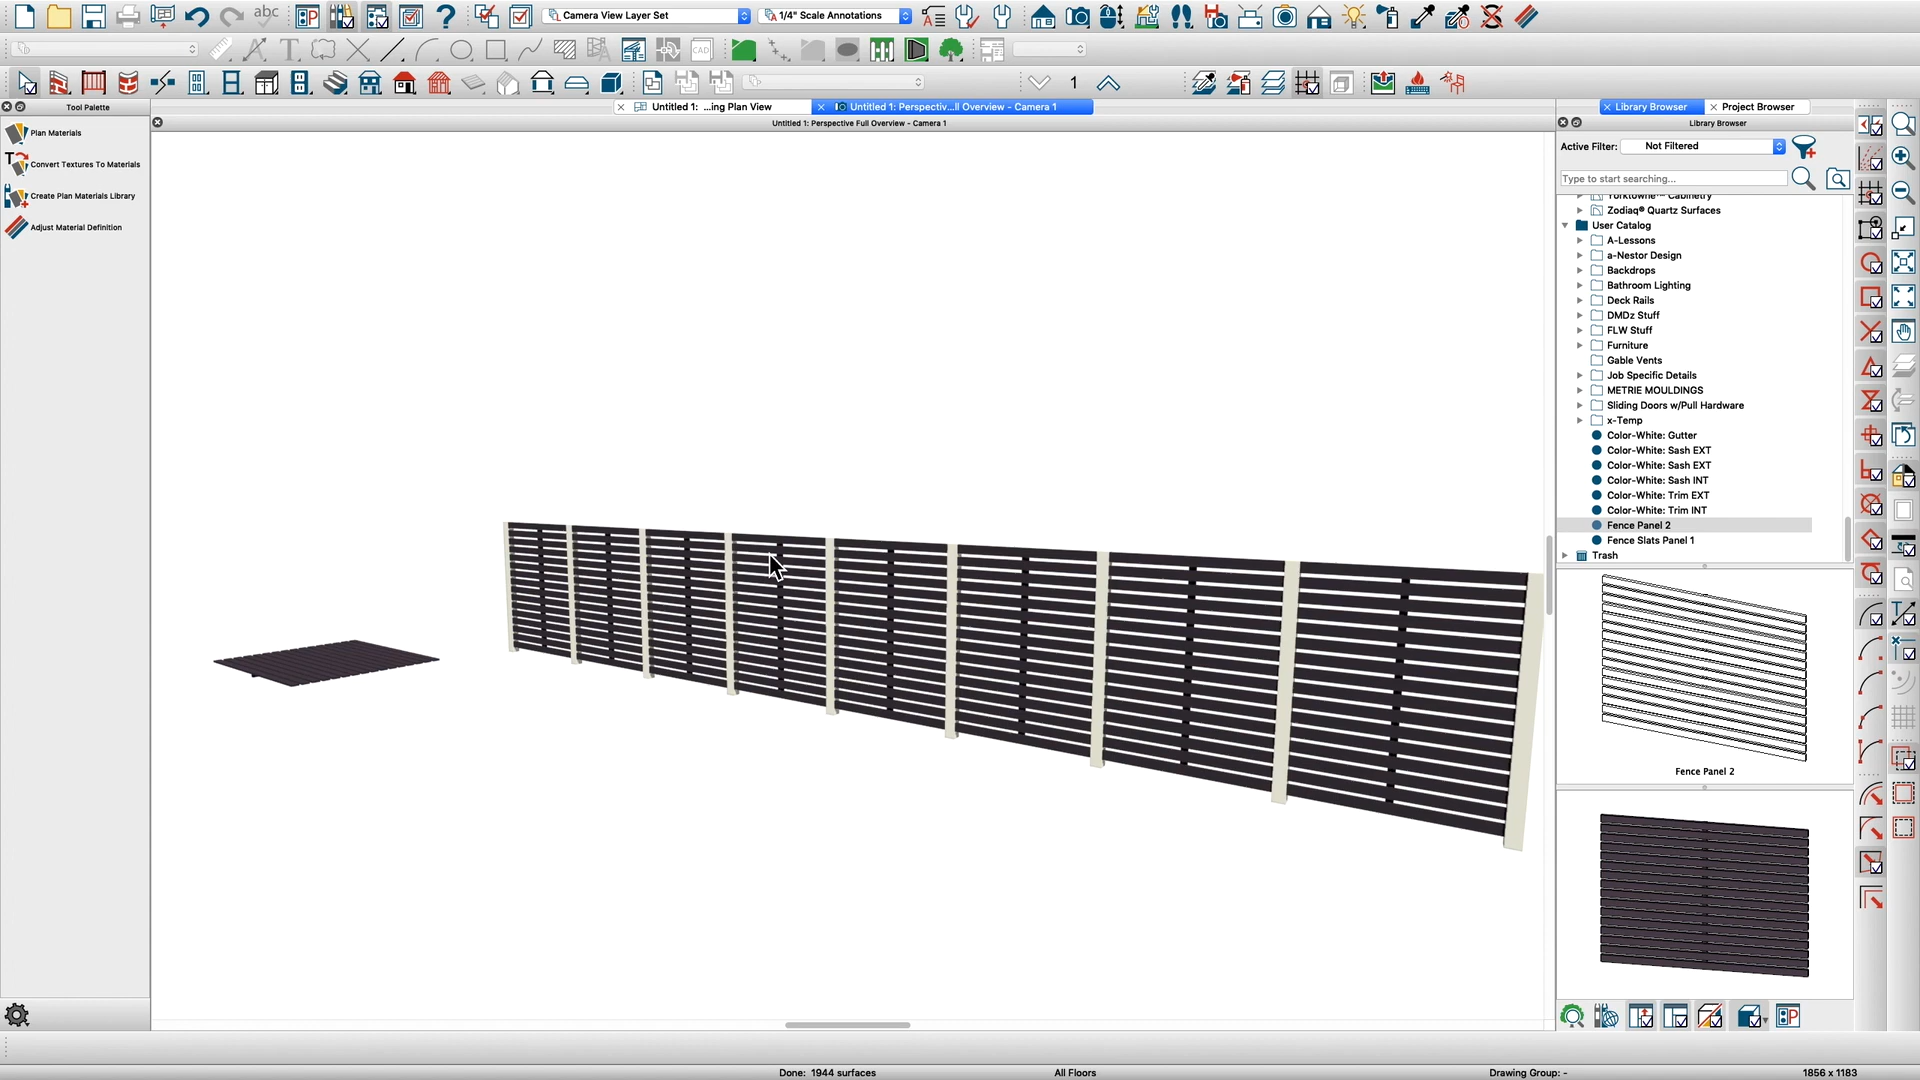 abc
Camera View Layer Set
1/4" Scale Annotations
CAD
1
Tool Palette
Untitled 1: ...ing Plan View
Untitled 1: Perspectiv...ll Overview - Camera 1
Library Browser
Project Browser
Untitled 1: Perspective Full Overview - Camera 1
Library Browser
Plan Materials
Convert Textures To Materials
Create Plan Materials Library
Adjust Material Definition
Active Filter:
Not Filtered
Type to start searching...
Yorktowne™ Cabinetry
Zodiaq® Quartz Surfaces
User Catalog
A-Lessons
a-Nestor Design
Backdrops
Bathroom Lighting
Deck Rails
DMDz Stuff
FLW Stuff
Furniture
Gable Vents
Job Specific Details
METRIE MOULDINGS
Sliding Doors w/Pull Hardware
x-Temp
Color-White: Gutter
Color-White: Sash EXT
Color-White: Sash EXT
Color-White: Sash INT
Color-White: Trim EXT
Color-White: Trim INT
Fence Panel 2
Fence Slats Panel 1
Trash
Fence Panel 2
Done: 1944 surfaces
All Floors
Drawing Group: -
1856 x 1183